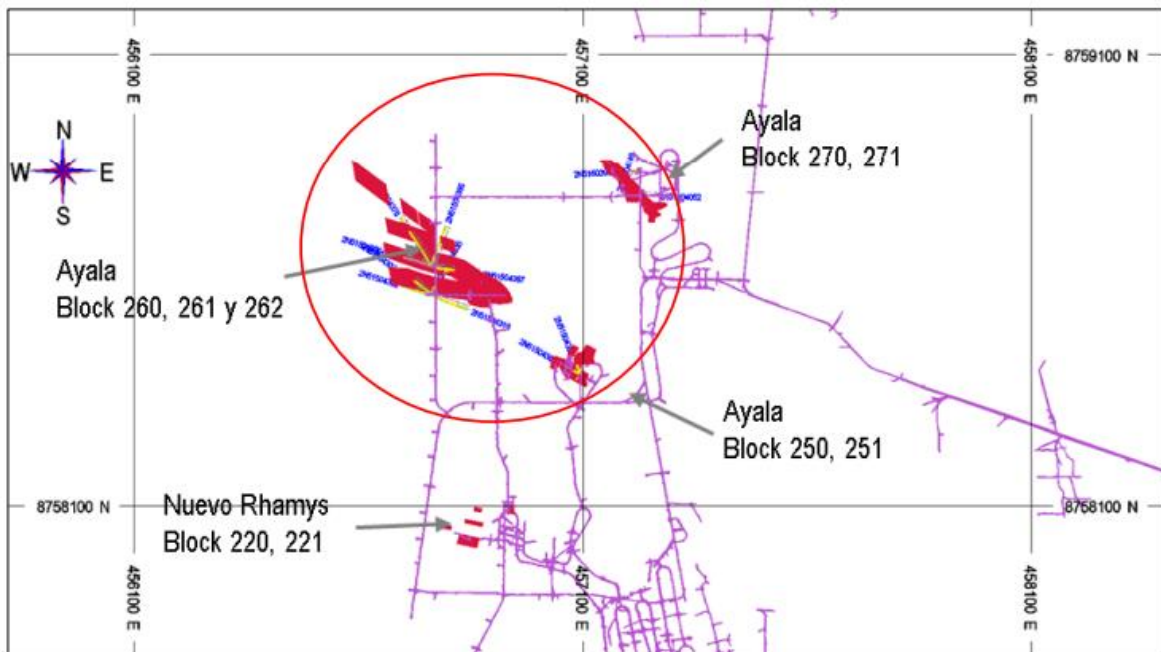 456100 E
457100 E
458100 E
8759100 N
N
W
E
S
Ayala
Block 270, 271
Ayala
Block 260, 261 y 262
Ayala
Block 250, 251
8758100 N
Nuevo Rhamys
Block 220, 221
8758100 N
456100 E
457100 E
458100 E